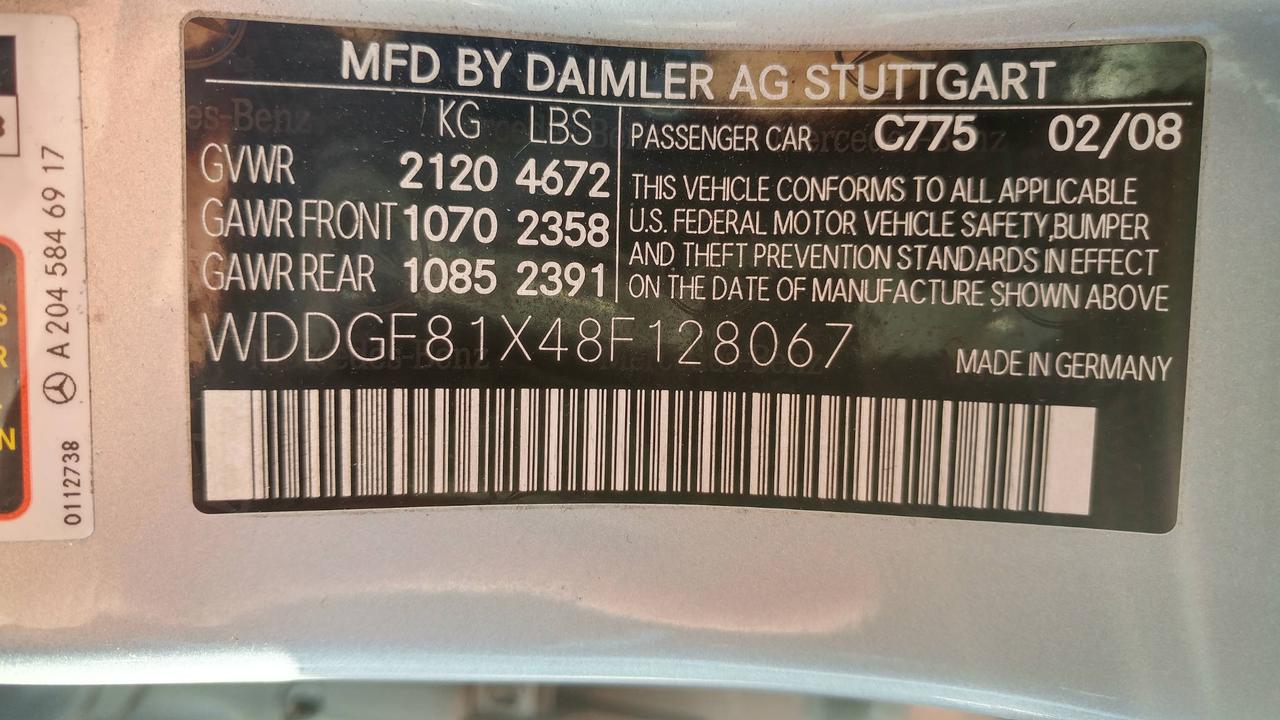 MFD BY DAIMLER AG STUTTGART
KG LBS
GVWR 2120 4672
GAWR FRONT 1070 2358
GAWR REAR 1085 2391
PASSENGER CAR C775 02/08
THIS VEHICLE CONFORMS TO ALL APPLICABLE
U.S. FEDERAL MOTOR VEHICLE SAFETY,BUMPER
AND THEFT PREVENTION STANDARDS IN EFFECT
ON THE DATE OF MANUFACTURE SHOWN ABOVE
WDDGF81X48F128067
MADE IN GERMANY
A 204 584 69 17
0112738